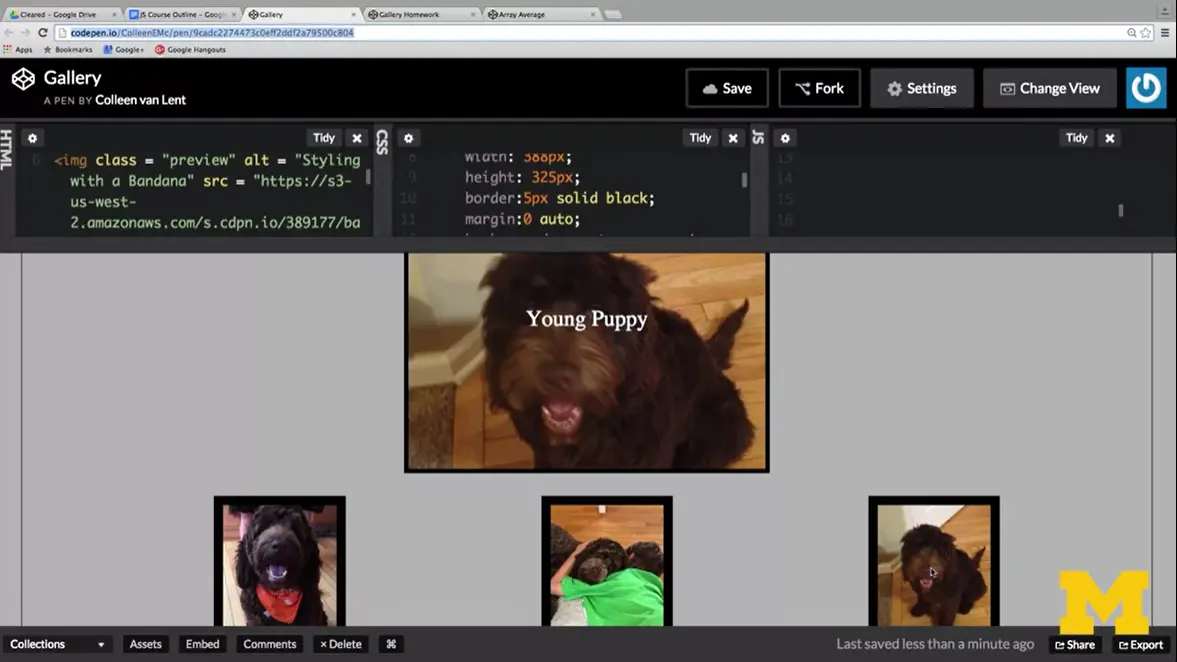 Cleared - Google Drive
JS Course Outline - Goog
Gallery
Gallery Homework
Array Average
codepen.io/ColleenEMc/pen/9cadc2274473c0eff2ddf2a79500c804
Apps
Bookmarks
Google+
Google Hangouts
Gallery
A PEN BY Colleen van Lent
Save
Fork
Settings
Change View
HTML
Tidy
CSS
Tidy
JS
Tidy
6 <img class = "preview" alt = "Styling
with a Bandana" src = "https://s3-
us-west-
2.amazonaws.com/s.cdpn.io/389177/ba
8 width: 388px;
9 height: 325px;
10 border:5px solid black;
11 margin:0 auto;
13
14
15
16
Young Puppy
Collections
Assets
Embed
Comments
× Delete
⌘
Last saved less than a minute ago
Share
Export
M